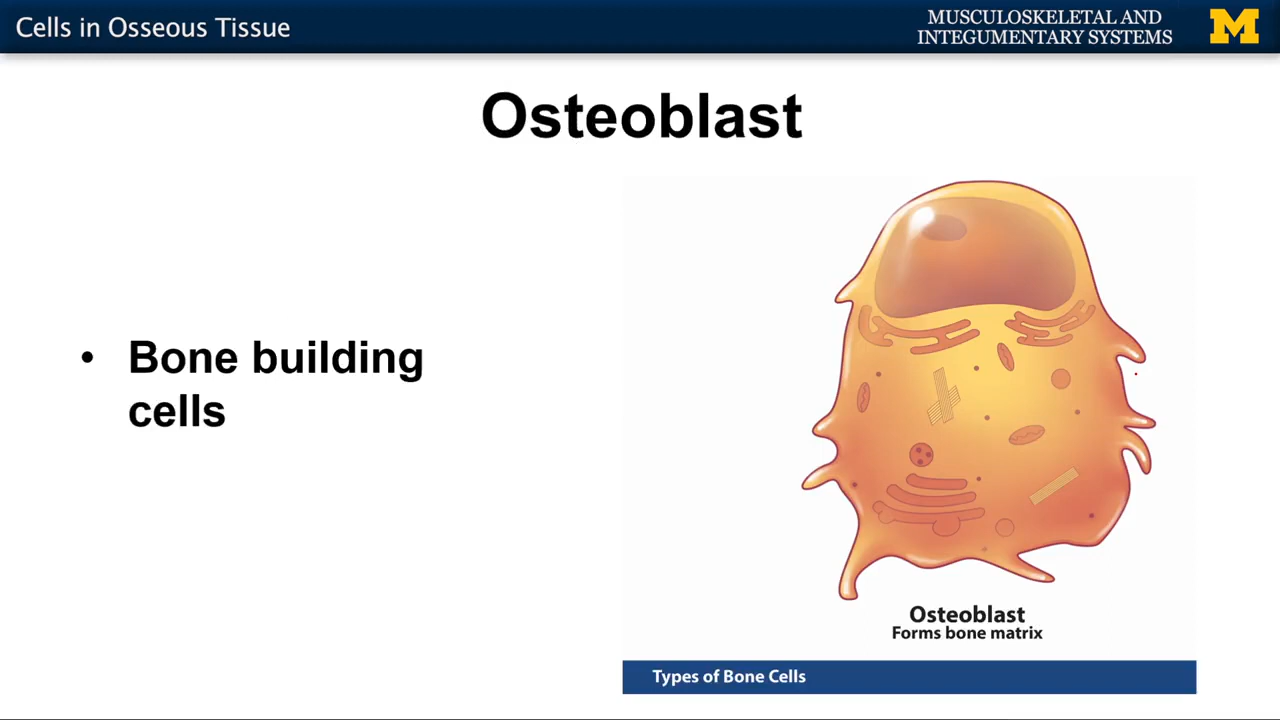 Cells in Osseous Tissue
MUSCULOSKELETAL AND
INTEGUMENTARY SYSTEMS
M
Osteoblast
• Bone building
cells
Osteoblast
Forms bone matrix
Types of Bone Cells